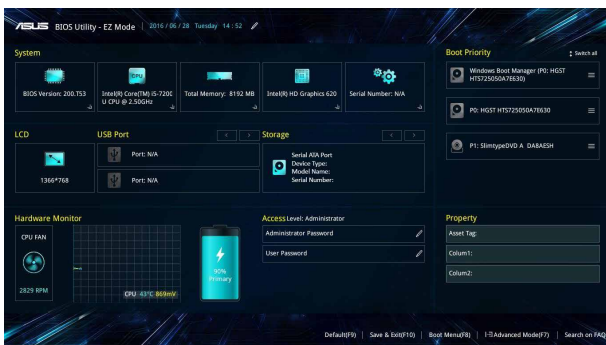 ASUS BIOS Utility - EZ Mode 2016 / 06 / 28 Tuesday 14 : 52
System
BIOS Version: 200.T53
Intel(R) Core(TM) i5-7200
U CPU @ 2.50GHz
Total Memory: 8192 MB
Intel(R) HD Graphics 620
Serial Number: N/A
CPU
Boot Priority
Switch all
Windows Boot Manager (P0: HGST
HTS725050A7E630)
P0: HGST HTS725050A7E630
P1: SlimtypeDVD A DA8AESH
LCD
1366*768
USB Port
Port: N/A
Port: N/A
Storage
Serial ATA Port
Device Type:
Model Name:
Serial Number:
Hardware Monitor
CPU FAN
2829 RPM
CPU 43°C 869mV
90%
Primary
Access Level: Administrator
Administrator Password
User Password
Property
Asset Tag:
Colum1:
Colum2:
Default(F9) Save & Exit(F10) Boot Menu(F8) Advanced Mode(F7) Search on FAQ